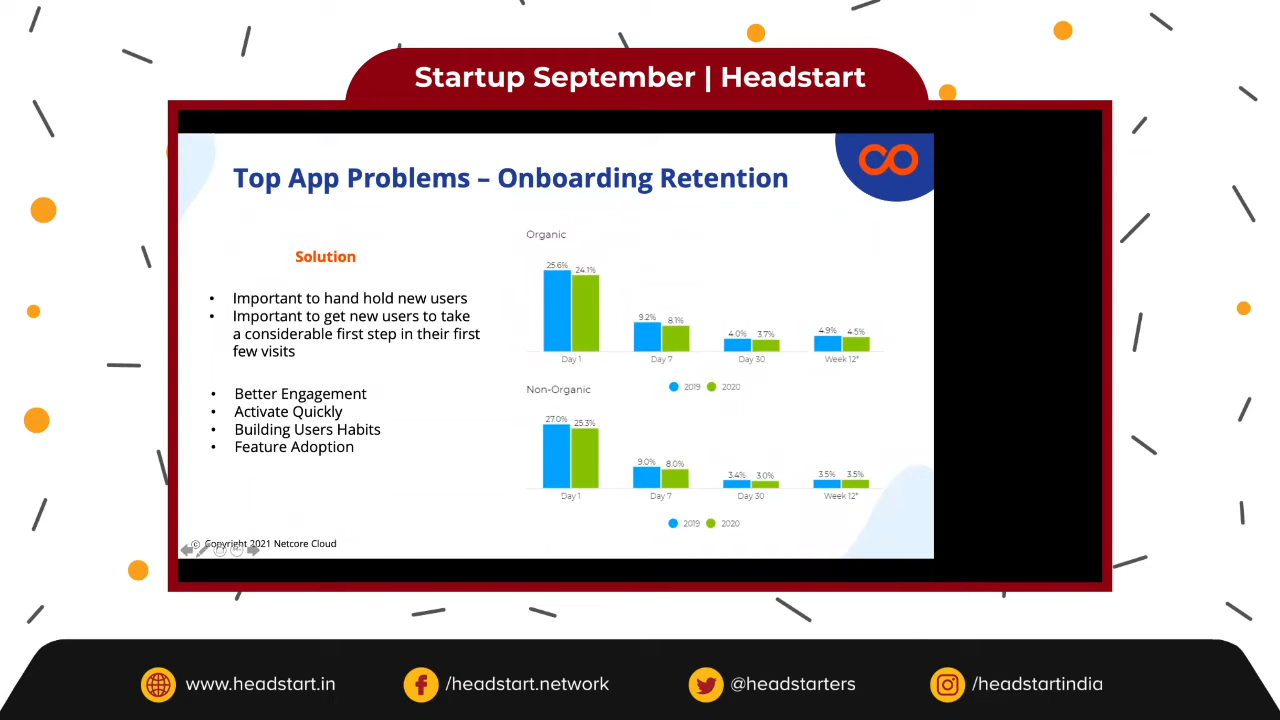 Startup September | Headstart
Top App Problems – Onboarding Retention
Solution
• Important to hand hold new users
• Important to get new users to take
a considerable first step in their first
few visits
• Better Engagement
• Activate Quickly
• Building Users Habits
• Feature Adoption
Organic
25.6% 24.1% 9.2% 8.1% 4.0% 3.7% 4.9% 4.5%
Day 1 Day 7 Day 30 Week 12*
2019 2020
Non-Organic
27.0% 25.3% 9.0% 8.0% 3.4% 3.0% 3.5% 3.5%
Day 1 Day 7 Day 30 Week 12*
2019 2020
© Copyright 2021 Netcore Cloud
www.headstart.in /headstart.network @headstarters /headstartindia